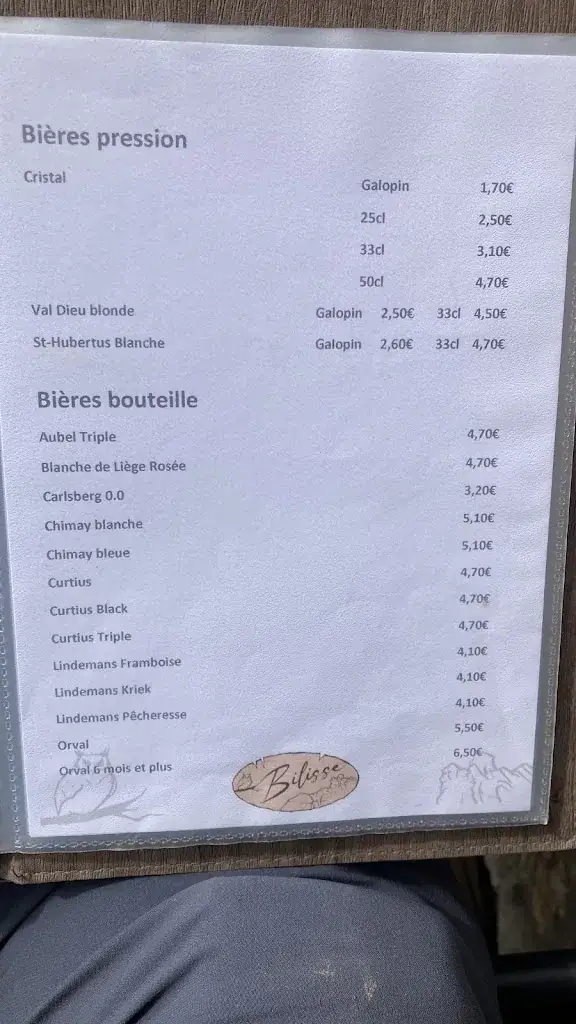 Bières pression
Cristal Galopin 1,70€
25cl 2,50€
33cl 3,10€
50cl 4,70€
Val Dieu blonde Galopin 2,50€ 33cl 4,50€
St-Hubertus Blanche Galopin 2,60€ 33cl 4,70€
Bières bouteille
Aubel Triple 4,70€
Blanche de Liège Rosée 4,70€
Carlsberg 0.0 3,20€
Chimay blanche 5,10€
Chimay bleue 5,10€
Curtius 4,70€
Curtius Black 4,70€
Curtius Triple 4,70€
Lindemans Framboise 4,10€
Lindemans Kriek 4,10€
Lindemans Pêcheresse 4,10€
Orval 5,50€
Orval 6 mois et plus 6,50€
Bilisse